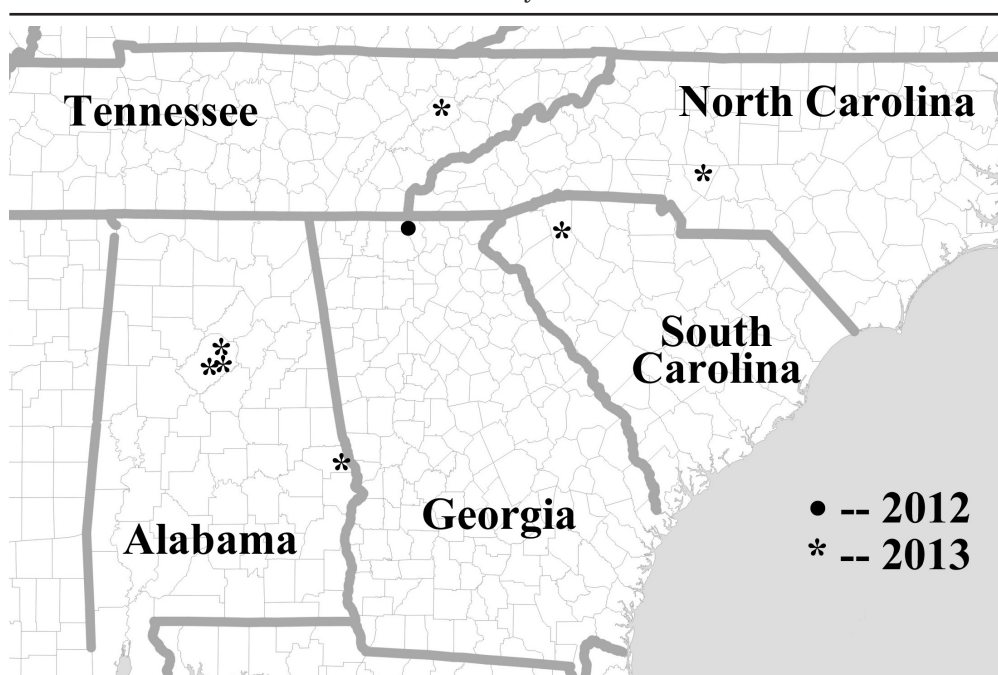 Tennessee
North Carolina
South
Carolina
Georgia
Alabama
• -- 2012
* -- 2013